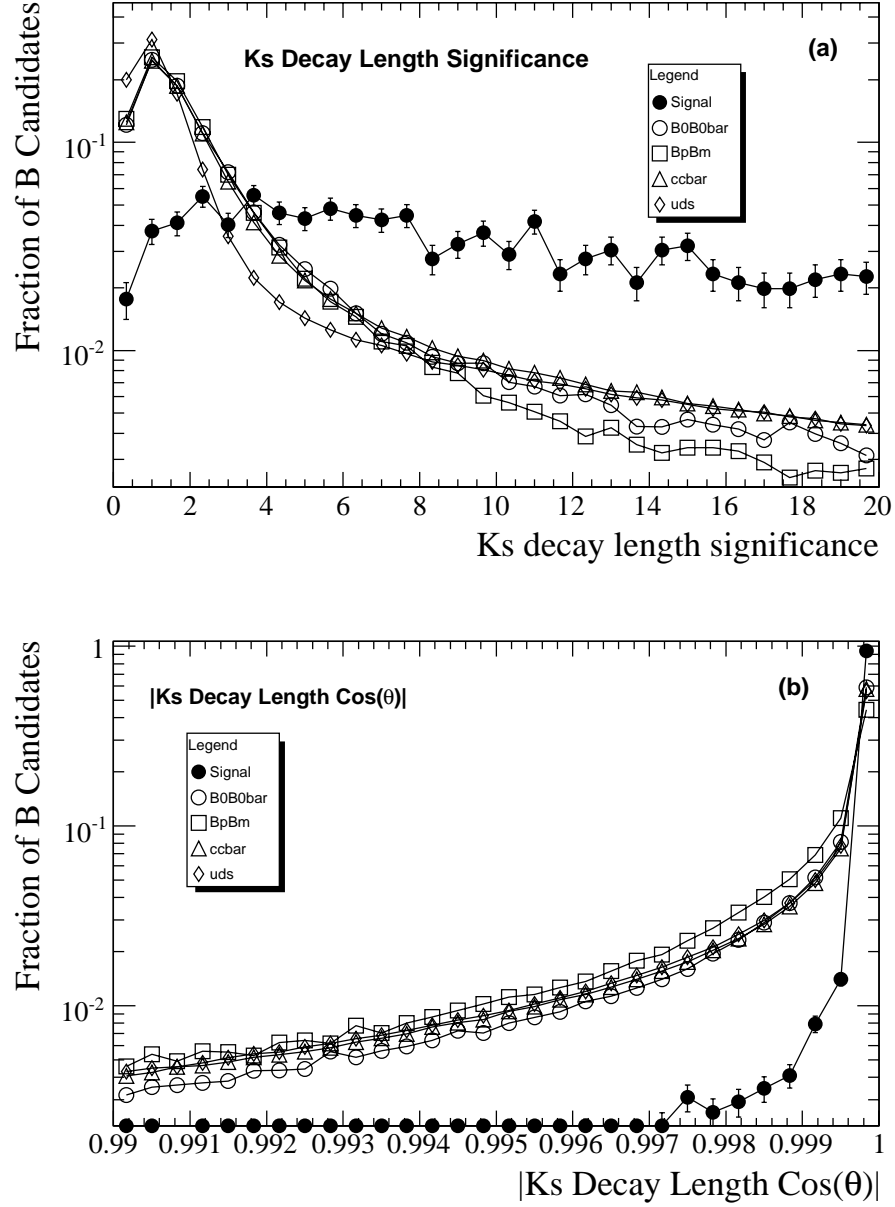 Ks Decay Length Significance
(a)
Legend
Signal
B0B0bar
BpBm
ccbar
uds
Fraction of B Candidates
10^-1
10^-2
0 2 4 6 8 10 12 14 16 18 20
Ks decay length significance
|Ks Decay Length Cos(θ)|
(b)
Legend
Signal
B0B0bar
BpBm
ccbar
uds
Fraction of B Candidates
1
10^-1
10^-2
0.99 0.991 0.992 0.993 0.994 0.995 0.996 0.997 0.998 0.999 1
|Ks Decay Length Cos(θ)|